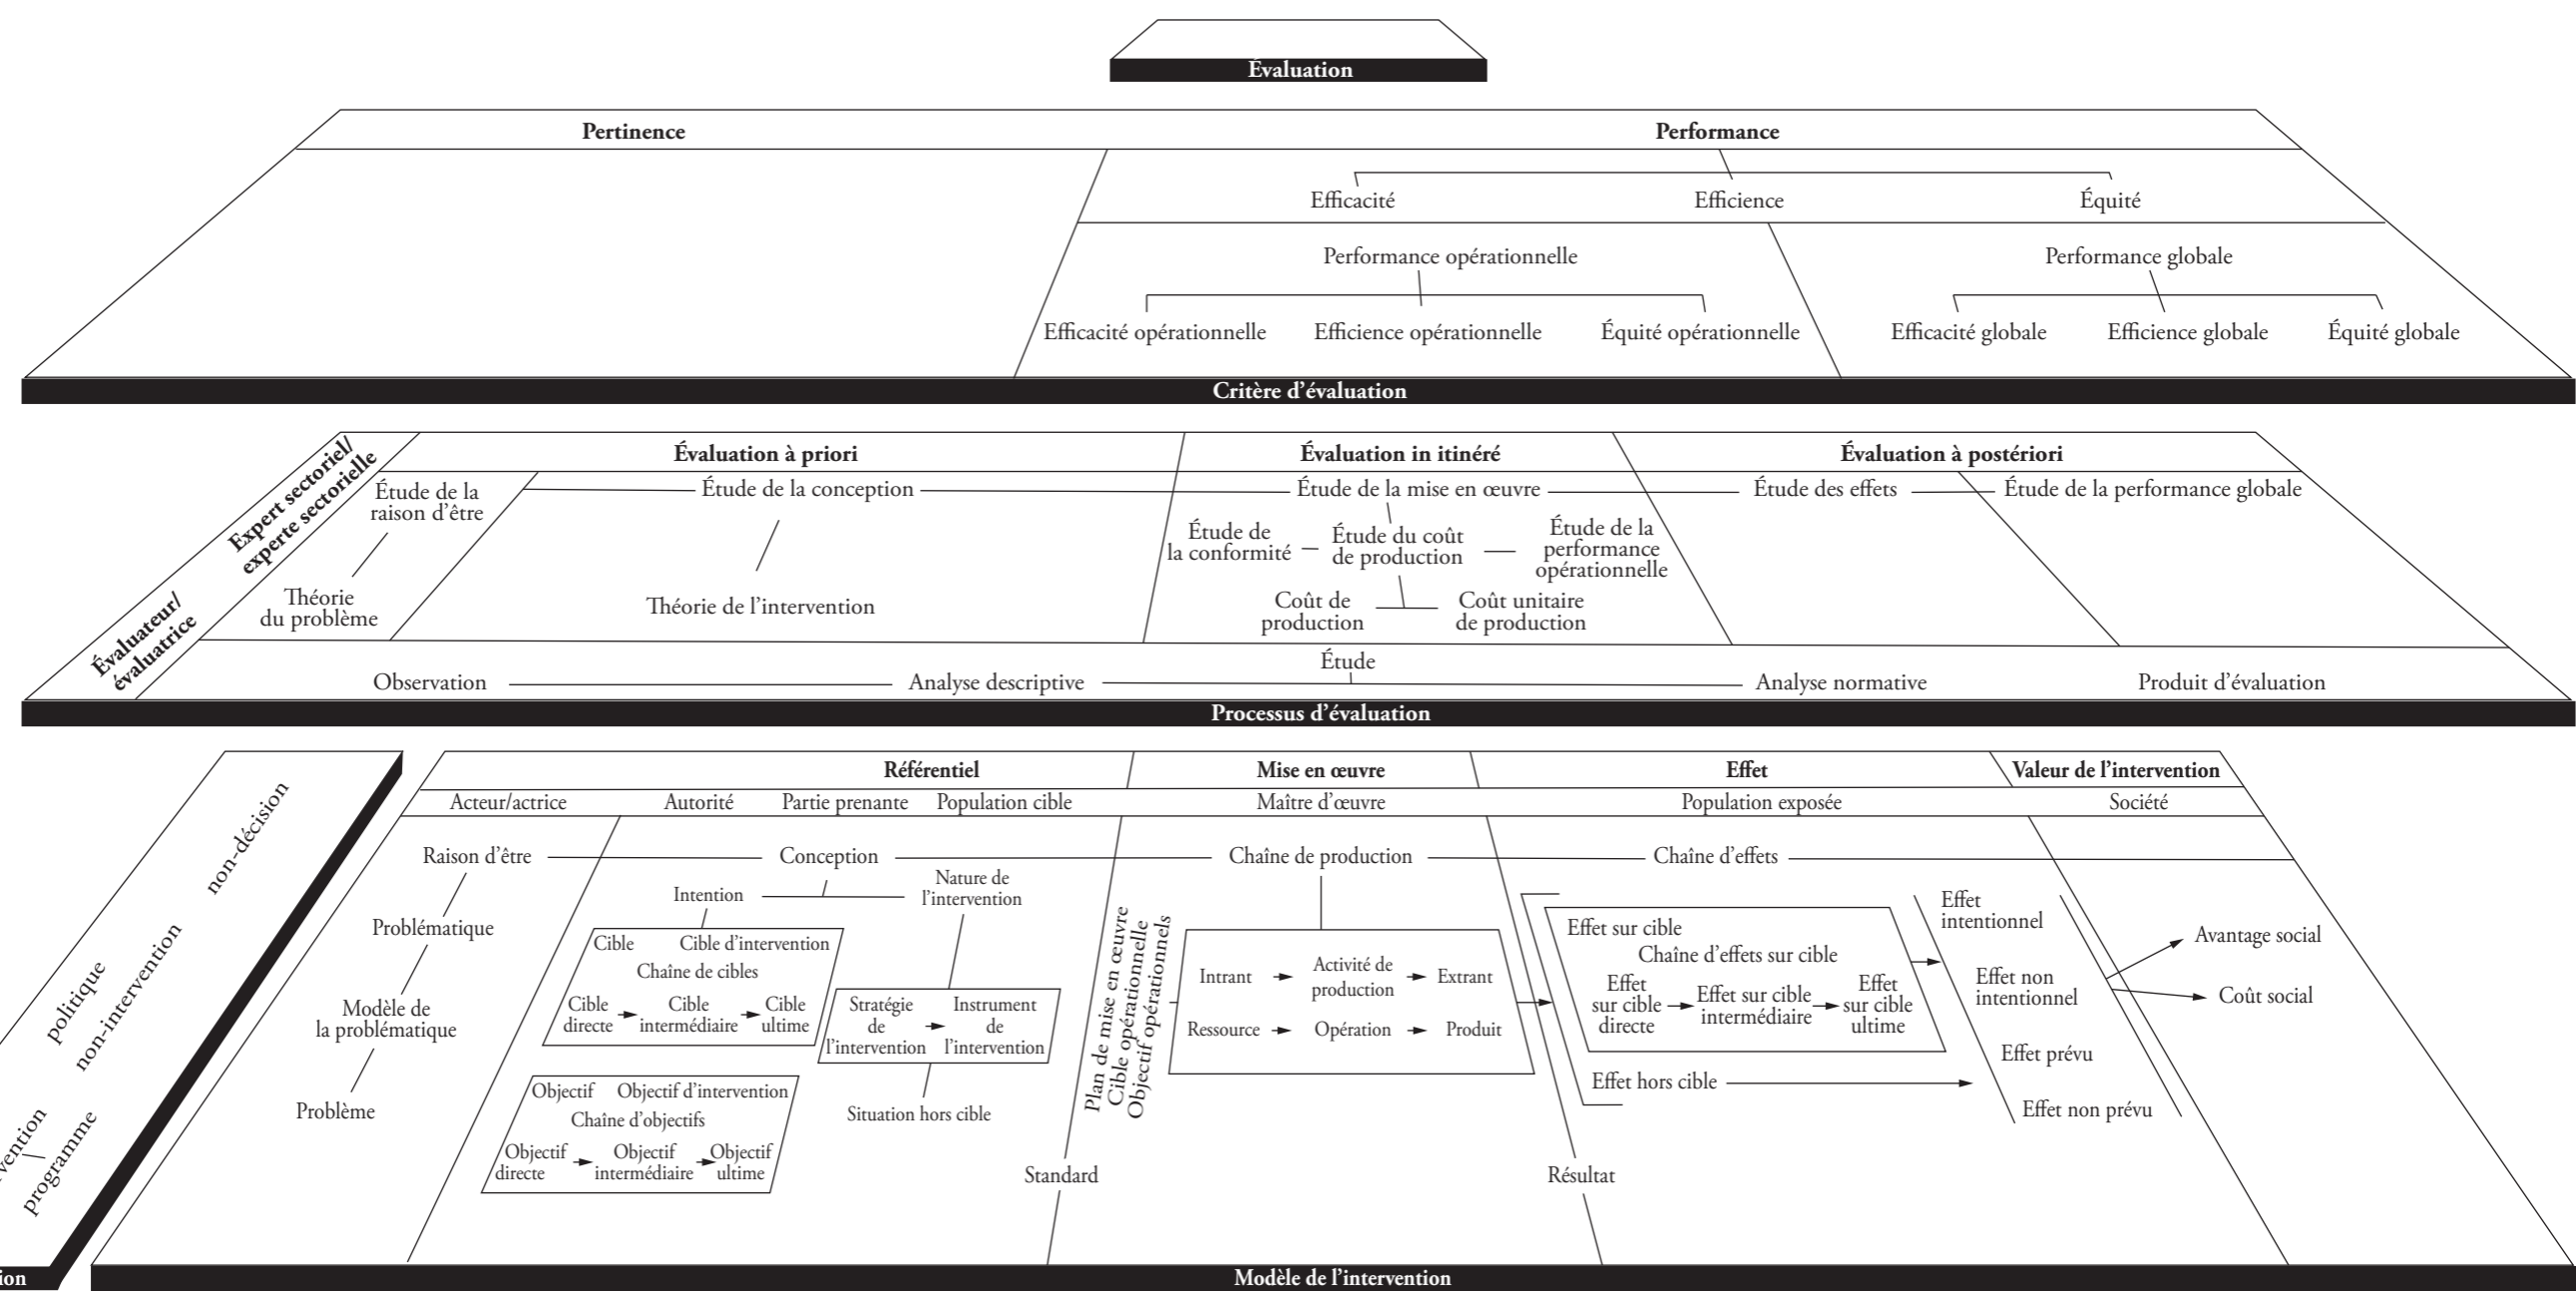 Évaluation
Pertinence
Performance
Efficacité
Efficience
Équité
Performance opérationnelle
Performance globale
Efficacité opérationnelle
Efficience opérationnelle
Équité opérationnelle
Efficacité globale
Efficience globale
Équité globale
Critère d'évaluation
Expert sectoriel/
experte sectorielle
Évaluateur/
évaluatrice
Évaluation à priori
Évaluation in itinéré
Évaluation à postériori
Étude de la
raison d'être
Étude de la conception
Étude de la mise en œuvre
Étude des effets
Étude de la performance globale
Étude de
la conformité
Étude du coût
de production
Étude de la
performance
opérationnelle
Théorie
du problème
Théorie de l'intervention
Coût de
production
Coût unitaire
de production
Étude
Observation
Analyse descriptive
Analyse normative
Produit d'évaluation
Processus d'évaluation
non-décision
politique
non-intervention
vention
programme
ion
Référentiel
Mise en œuvre
Effet
Valeur de l'intervention
Acteur/actrice
Autorité
Partie prenante
Population cible
Maître d'œuvre
Population exposée
Société
Raison d'être
Conception
Chaîne de production
Chaîne d'effets
Problématique
Modèle de
la problématique
Problème
Intention
Nature de
l'intervention
Cible
Cible d'intervention
Chaîne de cibles
Cible
directe
Cible
intermédiaire
Cible
ultime
Stratégie
de
l'intervention
Instrument
de
l'intervention
Situation hors cible
Objectif
Objectif d'intervention
Chaîne d'objectifs
Objectif
directe
Objectif
intermédiaire
Objectif
ultime
Standard
Plan de mise en œuvre
Cible opérationnelle
Objectif opérationnels
Intrant
Activité de
production
Extrant
Ressource
Opération
Produit
Résultat
Effet sur cible
Chaîne d'effets sur cible
Effet
sur cible
directe
Effet sur cible
intermédiaire
Effet
sur cible
ultime
Effet hors cible
Effet
intentionnel
Effet non
intentionnel
Effet prévu
Effet non prévu
Avantage social
Coût social
Modèle de l'intervention